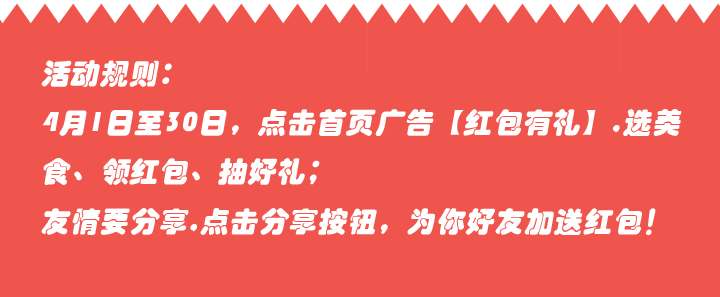 活动规则：
4月1日至30日，点击首页广告【红包有礼】.选美
食、领红包、抽好礼；
友情要分享.点击分享按钮，为你好友加送红包！